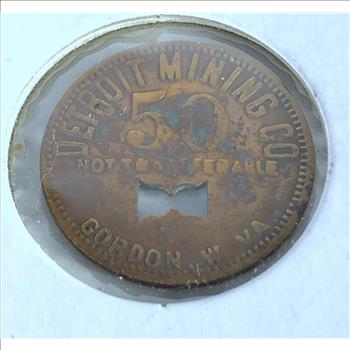 DETROIT MINING CO
50
NOT TRANSFERABLE
GORDON, W. VA.